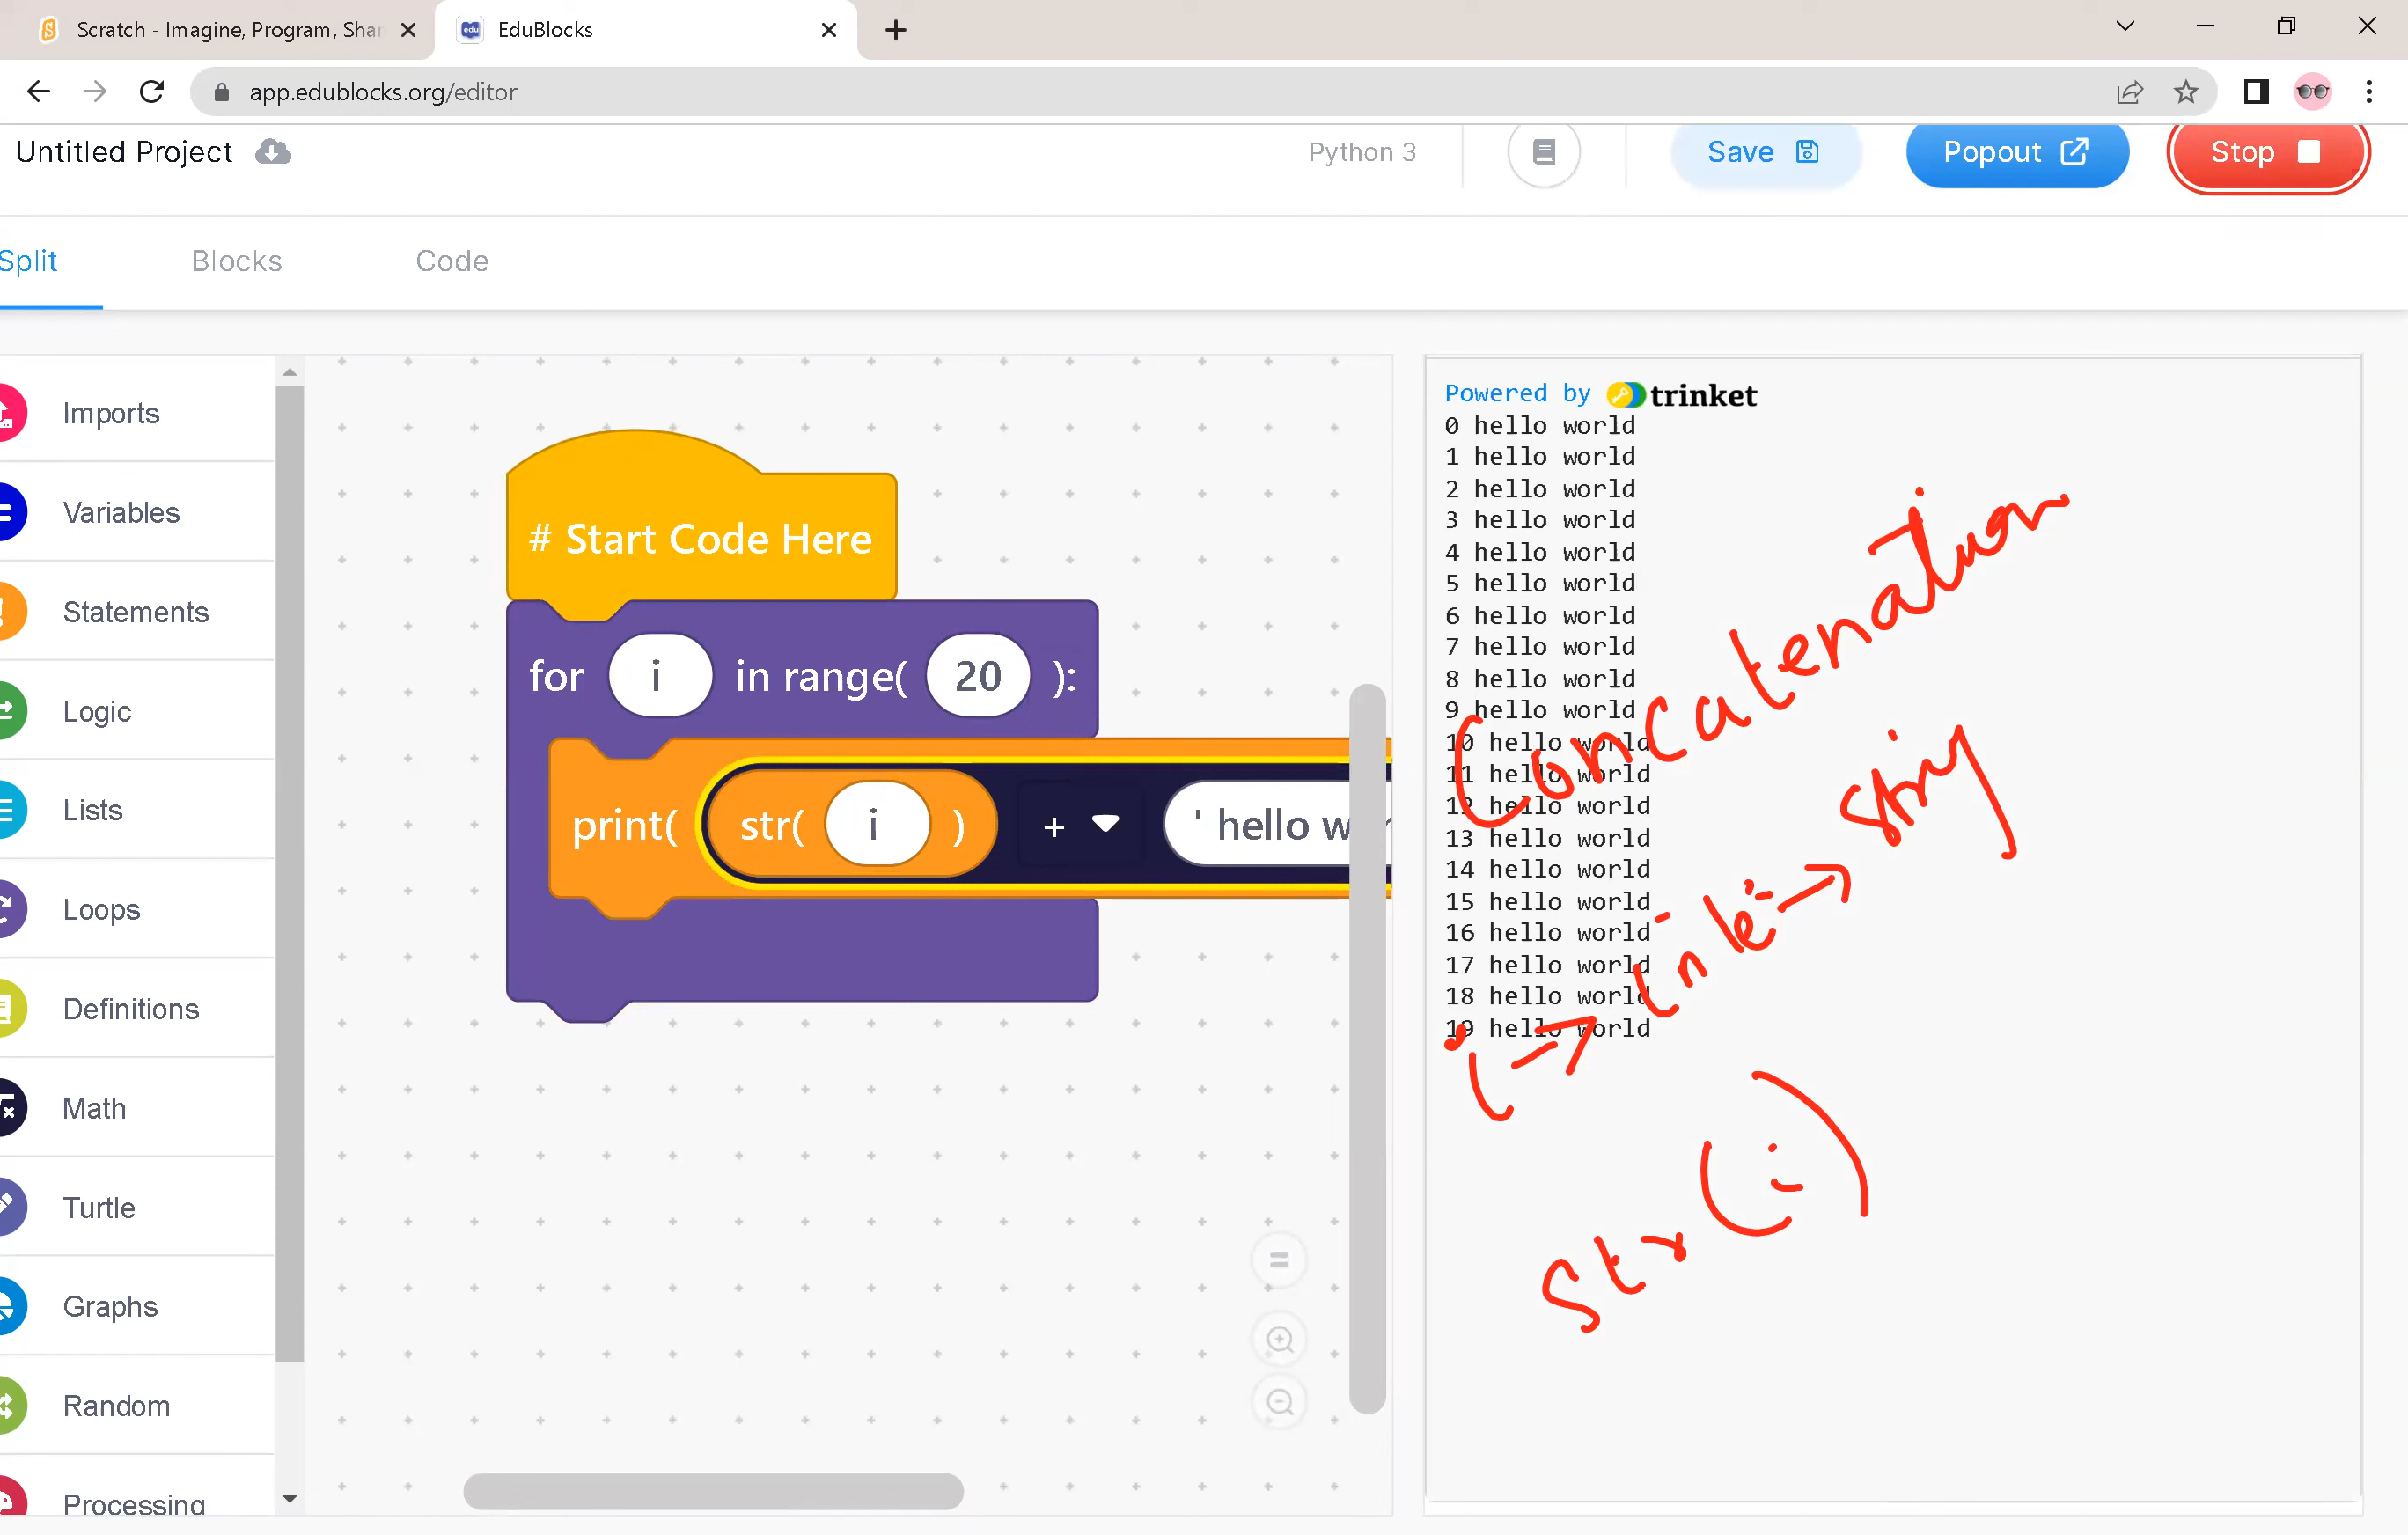 Scratch - Imagine, Program, Shar
EduBlocks
app.edublocks.org/editor
Untitled Project
Python 3
Save
Popout
Stop
Split
Blocks
Code
Imports
Variables
Statements
Logic
Lists
Loops
Definitions
Math
Turtle
Graphs
Random
Processing
# Start Code Here
for i in range( 20 ):
print( str( i ) + ' hello wor
Powered by trinket
0 hello world
1 hello world
2 hello world
3 hello world
4 hello world
5 hello world
6 hello world
7 hello world
8 hello world
9 hello world
10 hello world
11 hello world
12 hello world
13 hello world
14 hello world
15 hello world
16 hello world
17 hello world
18 hello world
19 hello world
Concatenation
i → int → string
str(i)